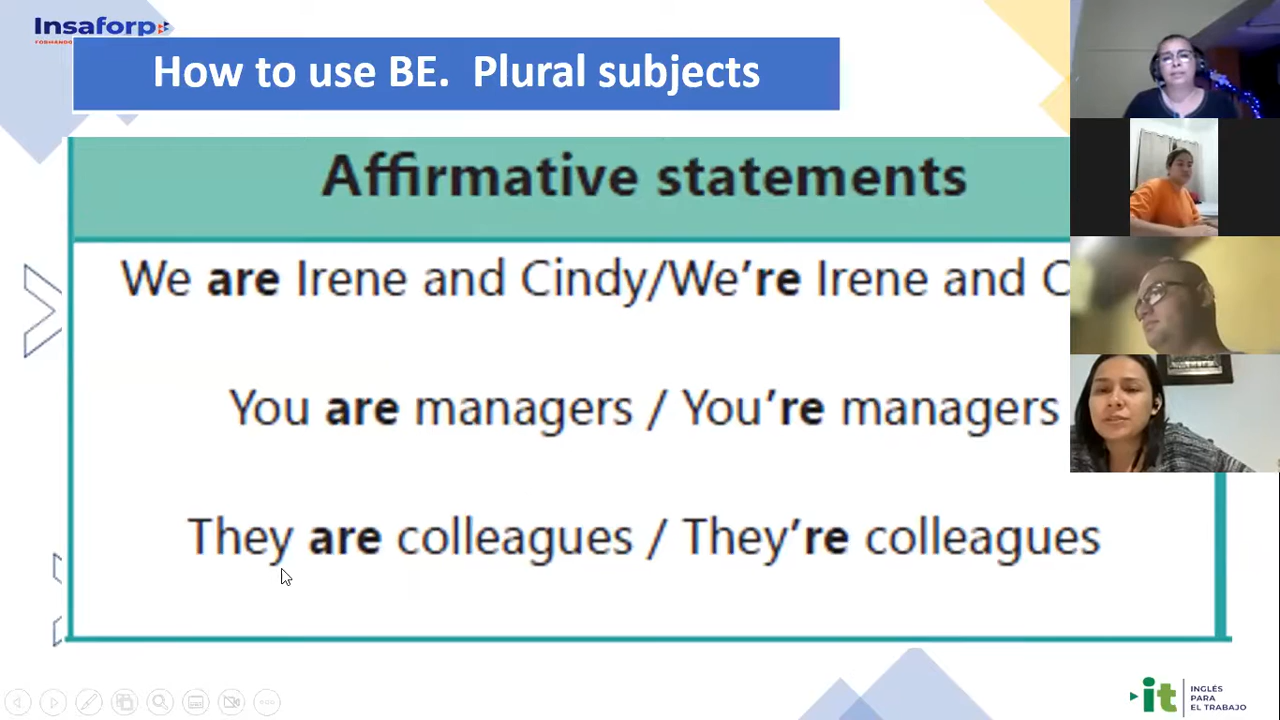 Insaforp
How to use BE. Plural subjects
Affirmative statements
We are Irene and Cindy/We're Irene and C
You are managers / You're managers
They are colleagues / They're colleagues
it
INGLÉS
PARA
EL TRABAJO